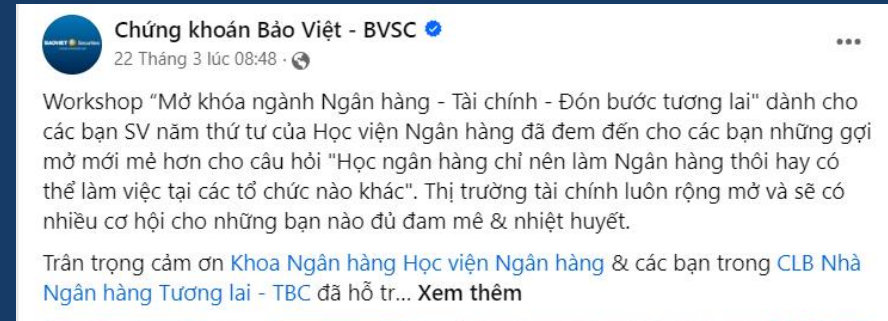 BAOVIET Securities
Chứng khoán Bảo Việt - BVSC
22 Tháng 3 lúc 08:48 ·
Workshop “Mở khóa ngành Ngân hàng - Tài chính - Đón bước tương lai" dành cho
các bạn SV năm thứ tư của Học viện Ngân hàng đã đem đến cho các bạn những gợi
mở mới mẻ hơn cho câu hỏi "Học ngân hàng chỉ nên làm Ngân hàng thôi hay có
thể làm việc tại các tổ chức nào khác". Thị trường tài chính luôn rộng mở và sẽ có
nhiều cơ hội cho những bạn nào đủ đam mê & nhiệt huyết.
Trân trọng cảm ơn Khoa Ngân hàng Học viện Ngân hàng & các bạn trong CLB Nhà
Ngân hàng Tương lai - TBC đã hỗ tr... Xem thêm